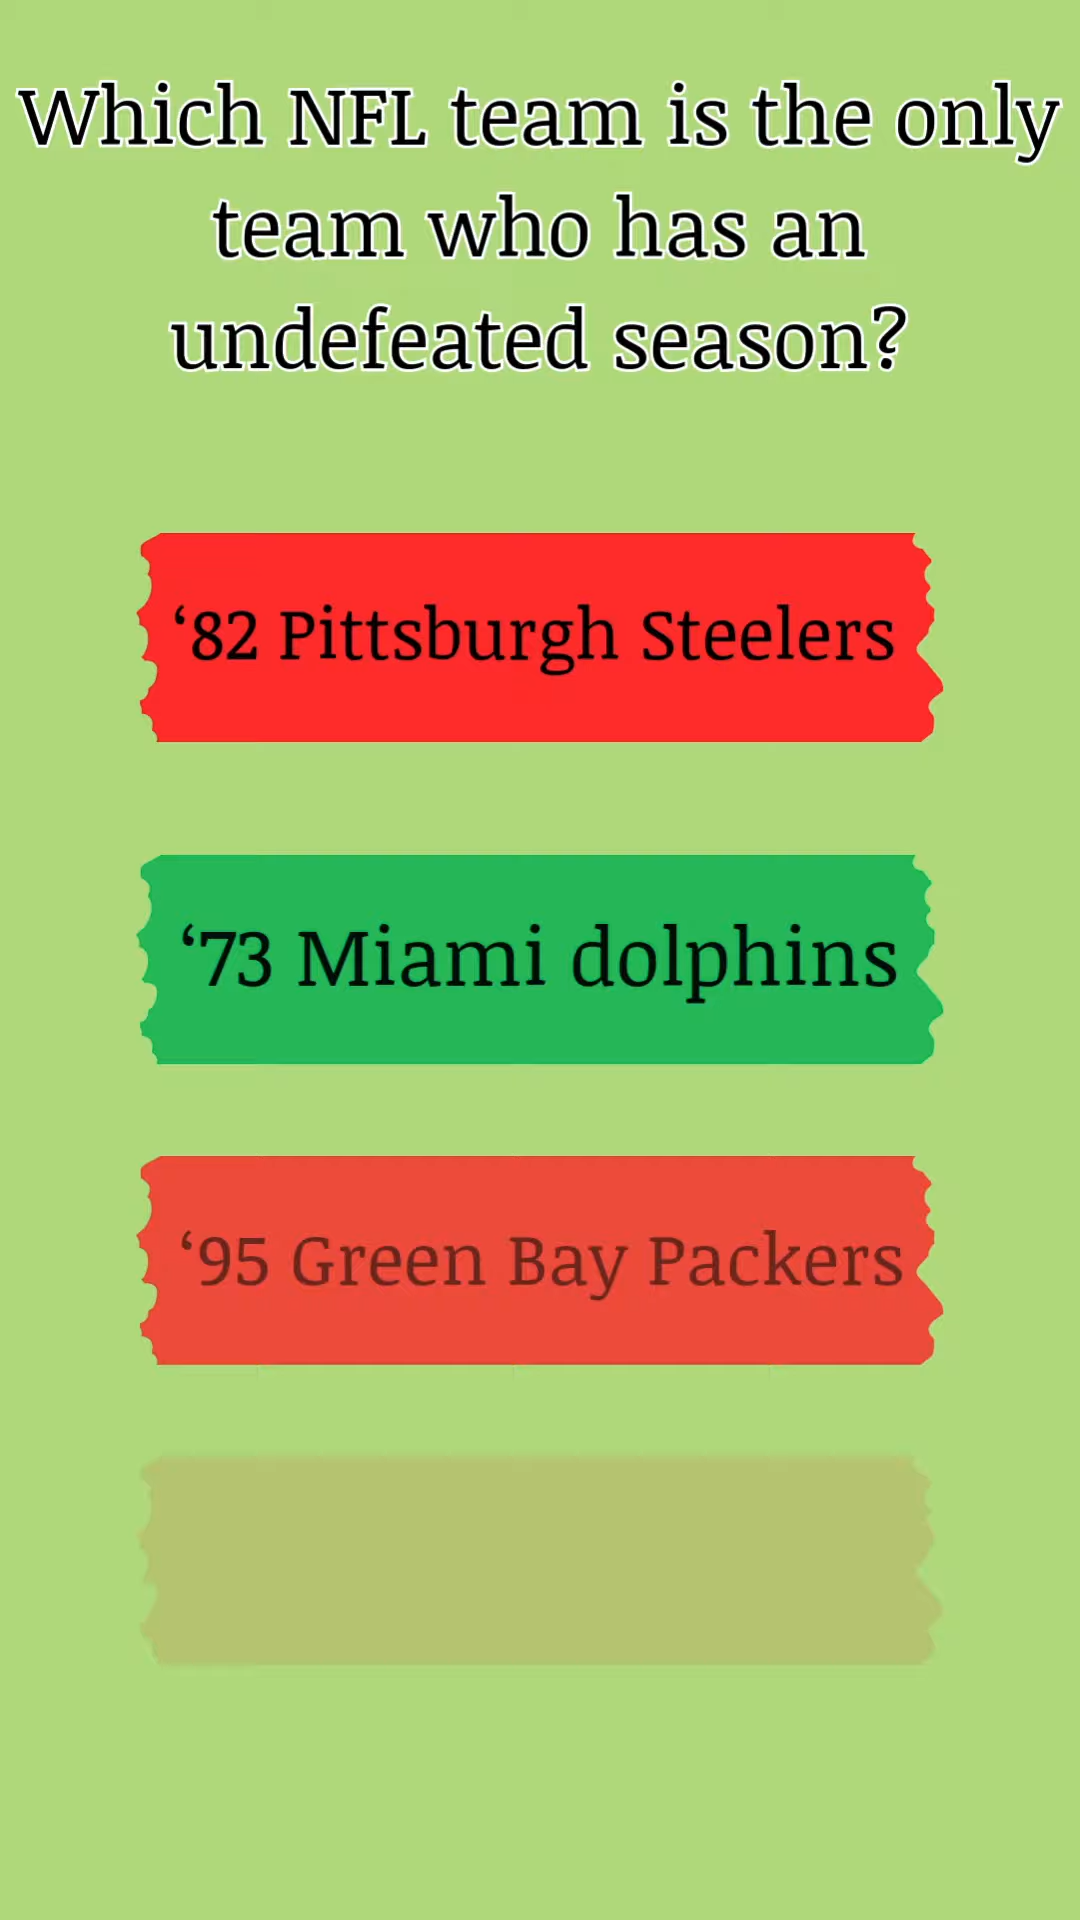 Which NFL team is the only
team who has an
undefeated season?
‘82 Pittsburgh Steelers
‘73 Miami dolphins
‘95 Green Bay Packers